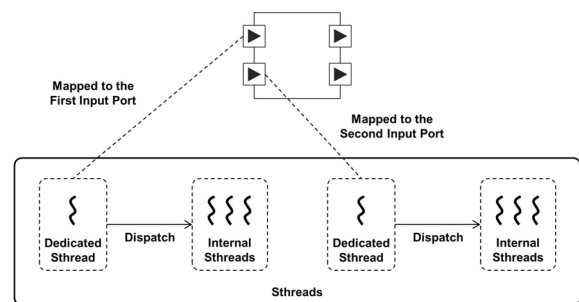 Mapped to the
First Input Port
Mapped to the
Second Input Port
Dedicated
Sthread
Dispatch
Internal
Sthreads
Dedicated
Sthread
Dispatch
Internal
Sthreads
Sthreads